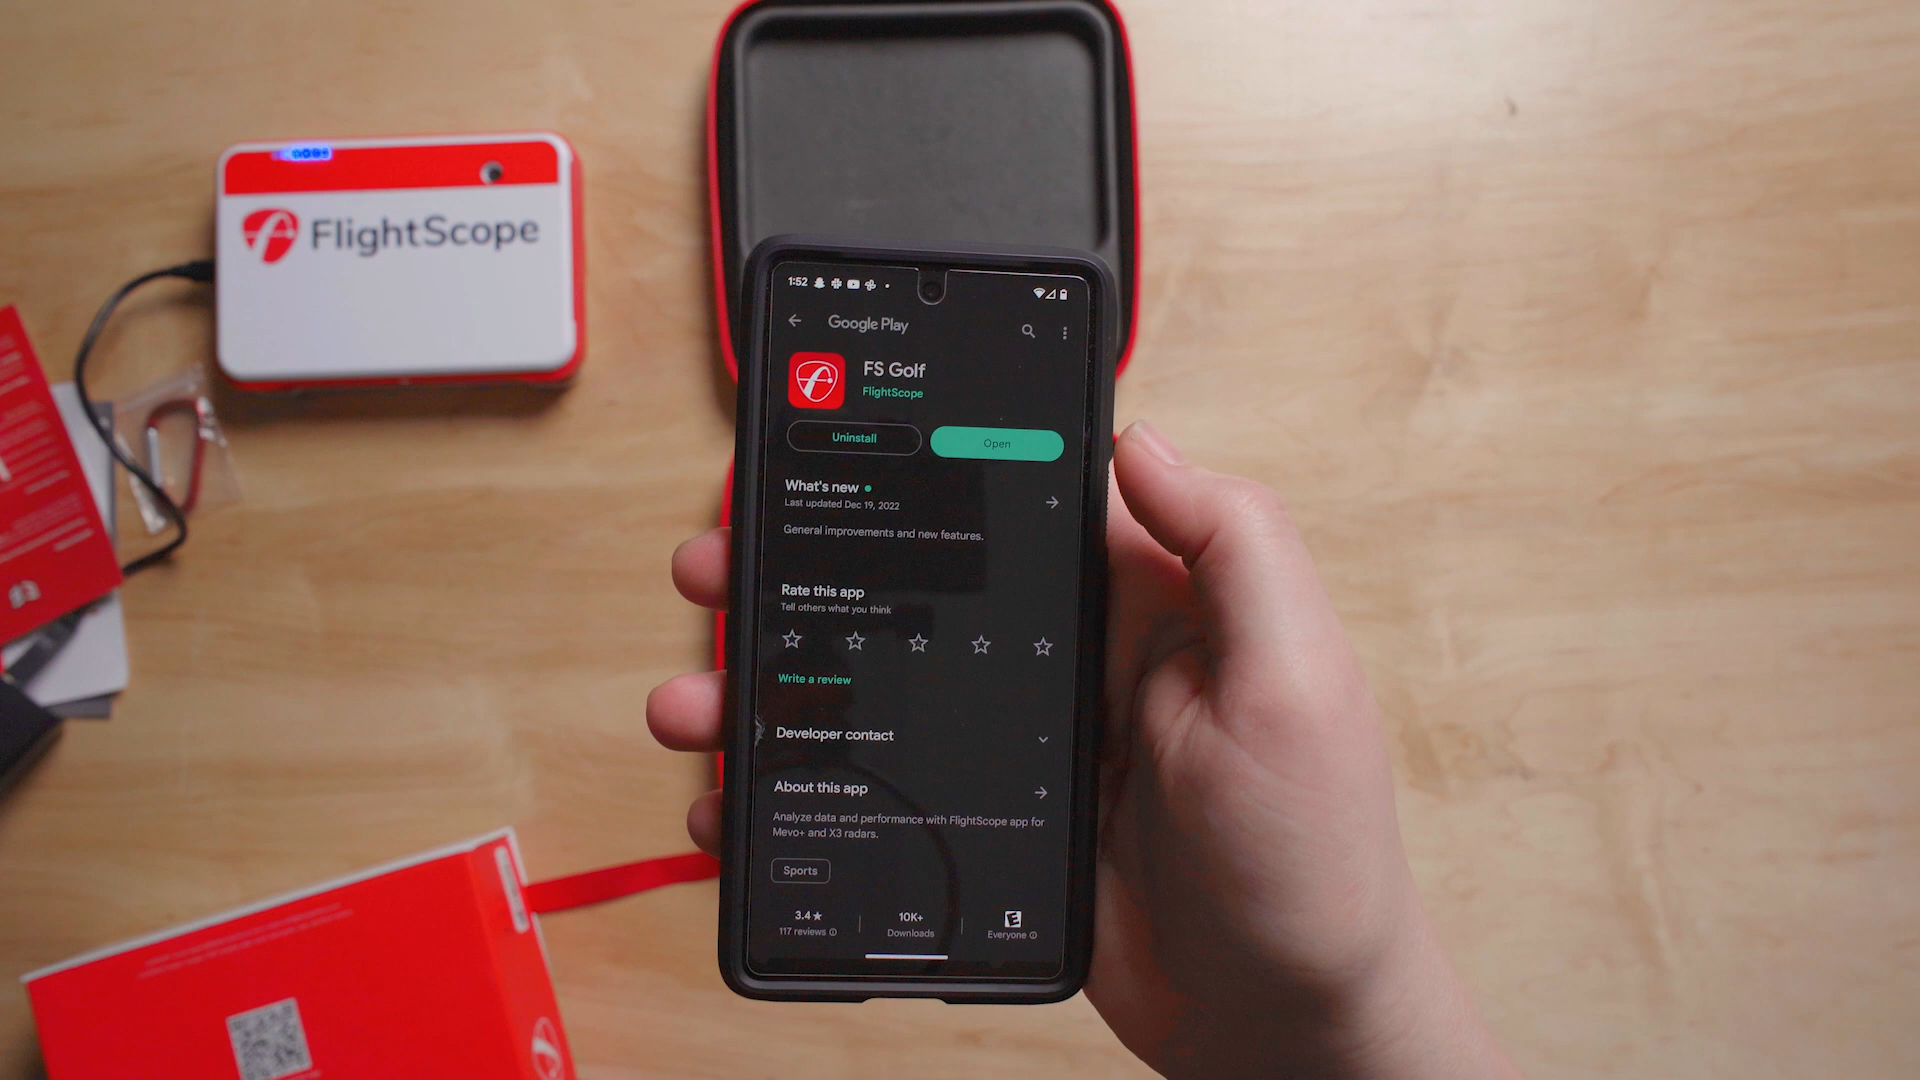 FlightScope
1:52
Google Play
FS Golf
FlightScope
Uninstall
Open
What's new
Last updated Dec 19, 2022
General improvements and new features.
Rate this app
Tell others what you think
Write a review
Developer contact
About this app
Analyze data and performance with FlightScope app for
Mevo+ and X3 radars.
Sports
3.4★
117 reviews
10K+
Downloads
E
Everyone